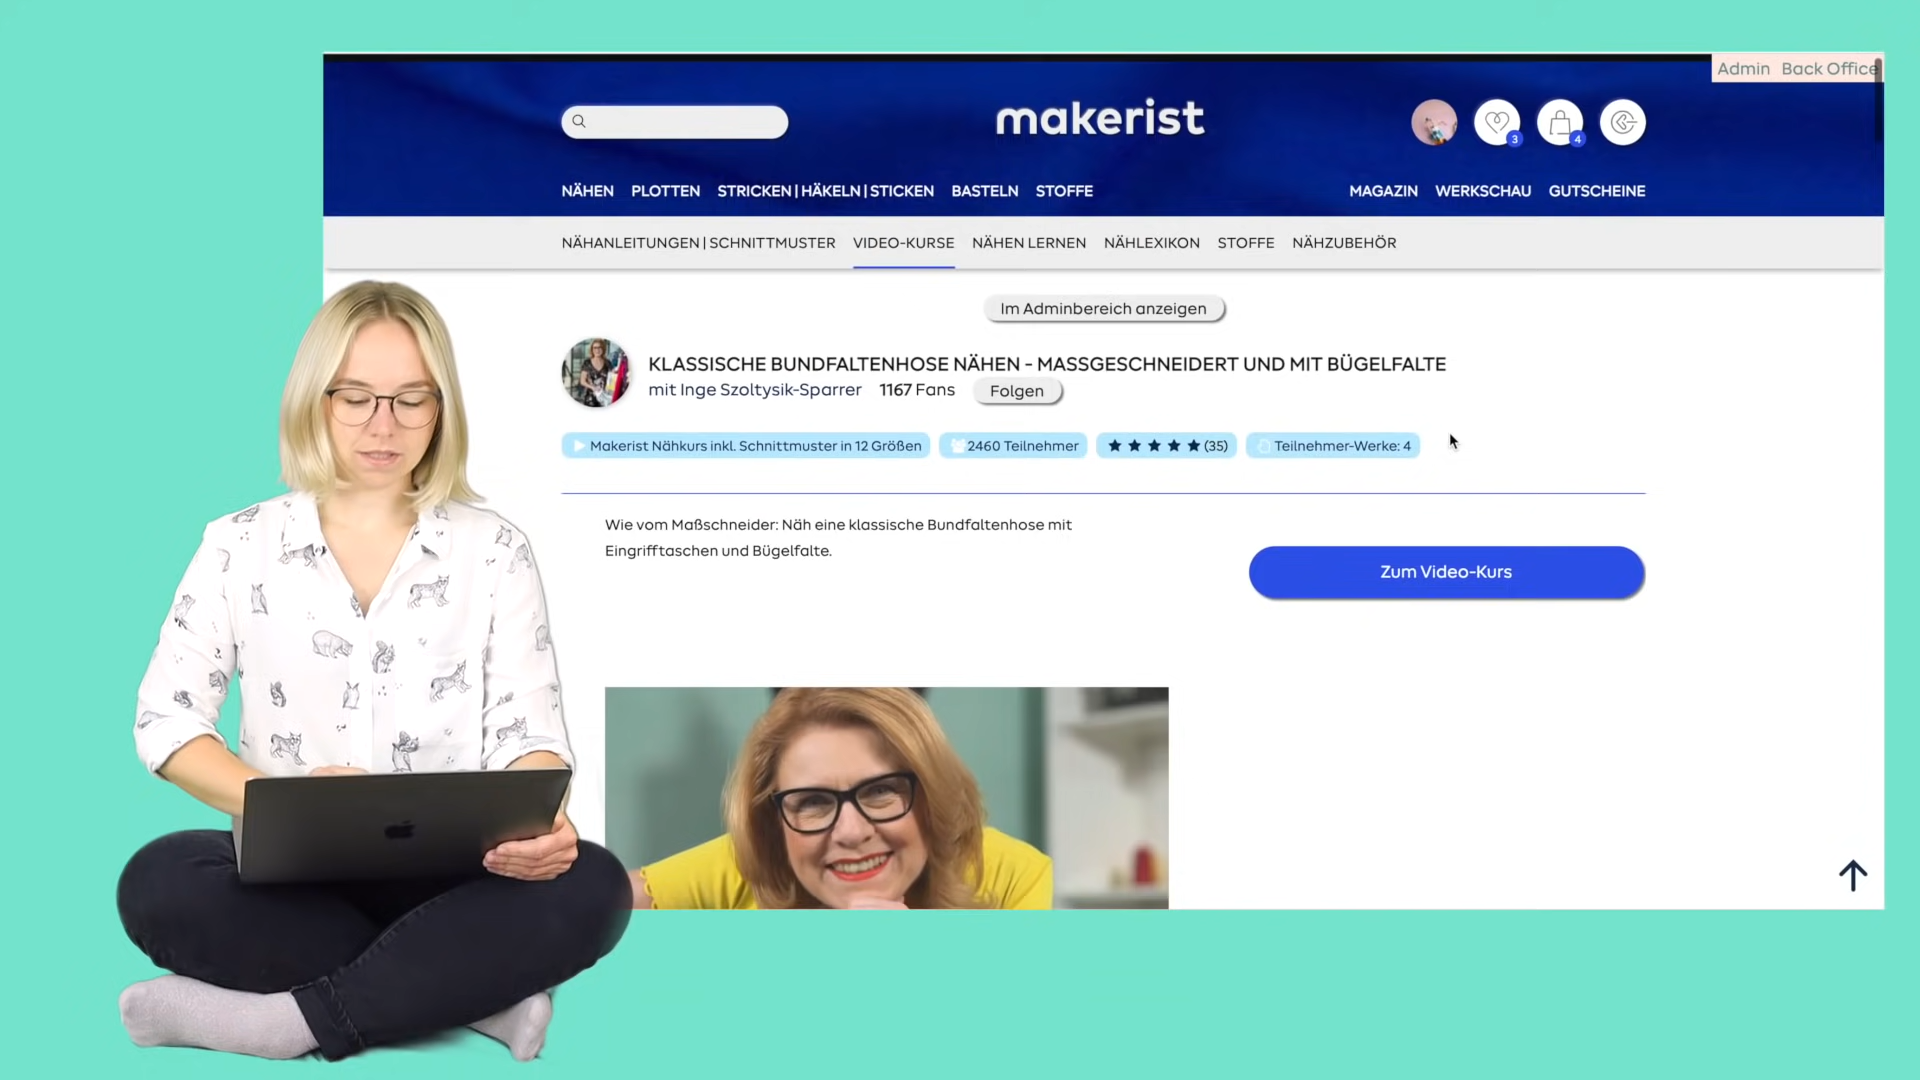 Admin Back Office
makerist
3
4
NÄHEN PLOTTEN STRICKEN | HÄKELN | STICKEN BASTELN STOFFE MAGAZIN WERKSCHAU GUTSCHEINE
NÄHANLEITUNGEN | SCHNITTMUSTER VIDEO-KURSE NÄHEN LERNEN NÄHLEXIKON STOFFE NÄHZUBEHÖR
Im Adminbereich anzeigen
KLASSISCHE BUNDFALTENHOSE NÄHEN - MASSGESCHNEIDERT UND MIT BÜGELFALTE
mit Inge Szoltysik-Sparrer 1167 Fans Folgen
Makerist Nähkurs inkl. Schnittmuster in 12 Größen 2460 Teilnehmer (35) Teilnehmer-Werke: 4
Wie vom Maßschneider: Näh eine klassische Bundfaltenhose mit
Eingrifftaschen und Bügelfalte.
Zum Video-Kurs